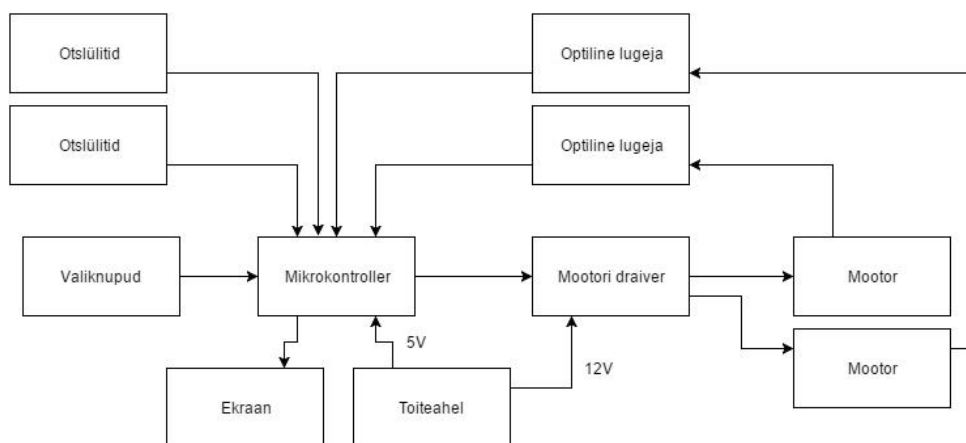 Otslülitid
Optiline lugeja
Otslülitid
Optiline lugeja
Valiknupud
Mikrokontroller
Mootori draiver
Mootor
5V
12V
Mootor
Ekraan
Toiteahel